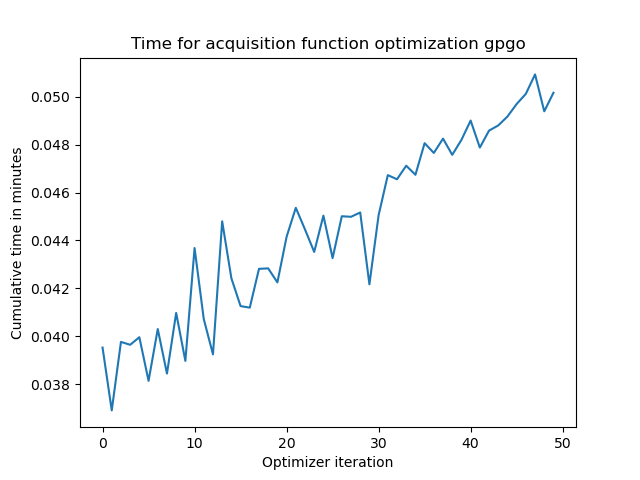 Time for acquisition function optimization gpgo
Cumulative time in minutes
0.050
0.048
0.046
0.044
0.042
0.040
0.038
0 10 20 30 40 50
Optimizer iteration